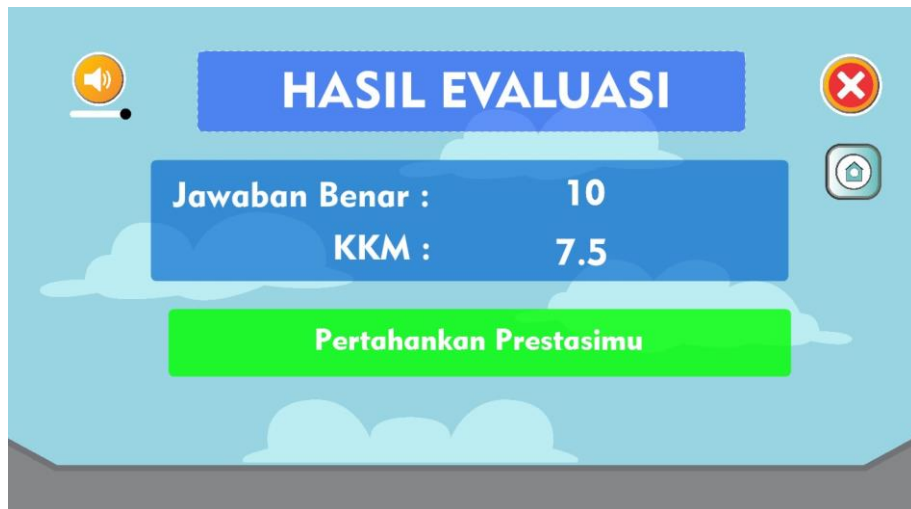 HASIL EVALUASI
Jawaban Benar : 10
KKM : 7.5
Pertahankan Prestasimu